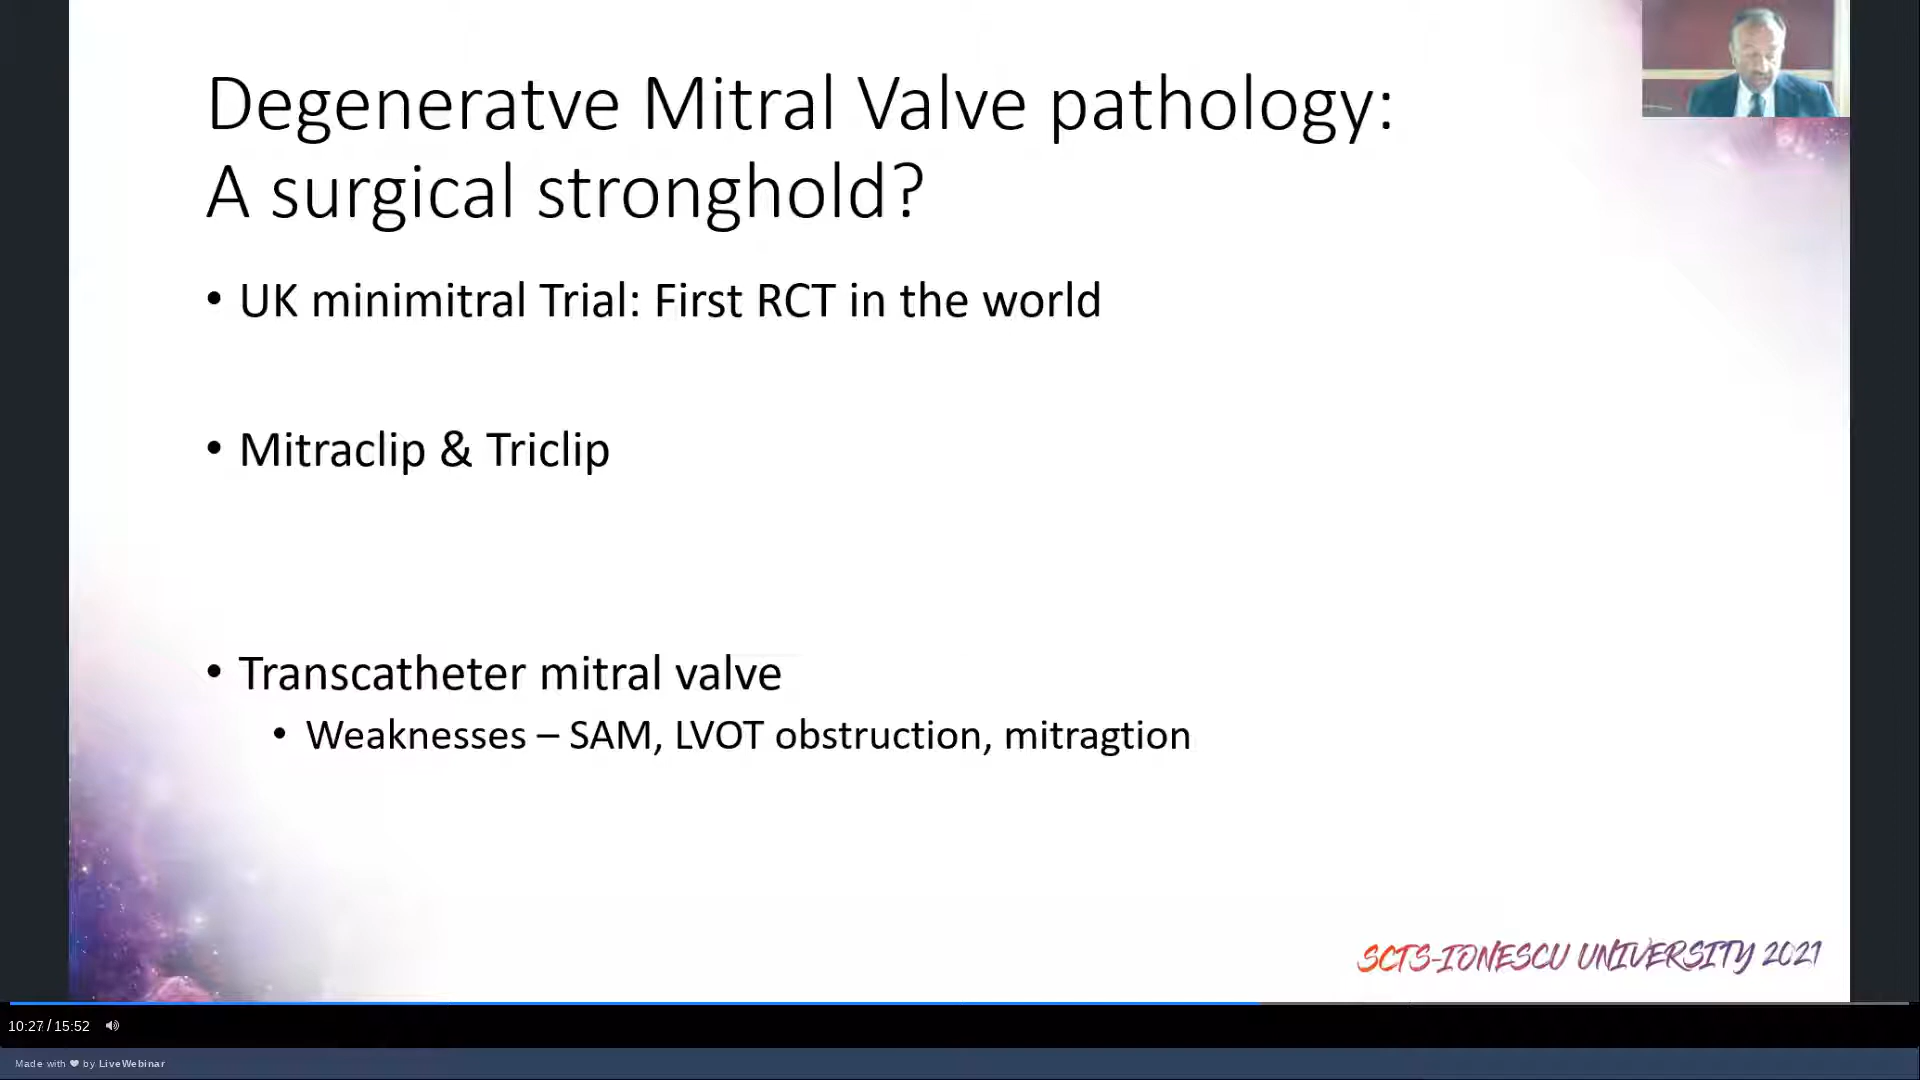 Degeneratve Mitral Valve pathology:
A surgical stronghold?
• UK minimitral Trial: First RCT in the world
• Mitraclip & Triclip
• Transcatheter mitral valve
• Weaknesses – SAM, LVOT obstruction, mitragtion
SCTS-IONESCU UNIVERSITY 2021
10:27 / 15:52
Made with ❤ by LiveWebinar